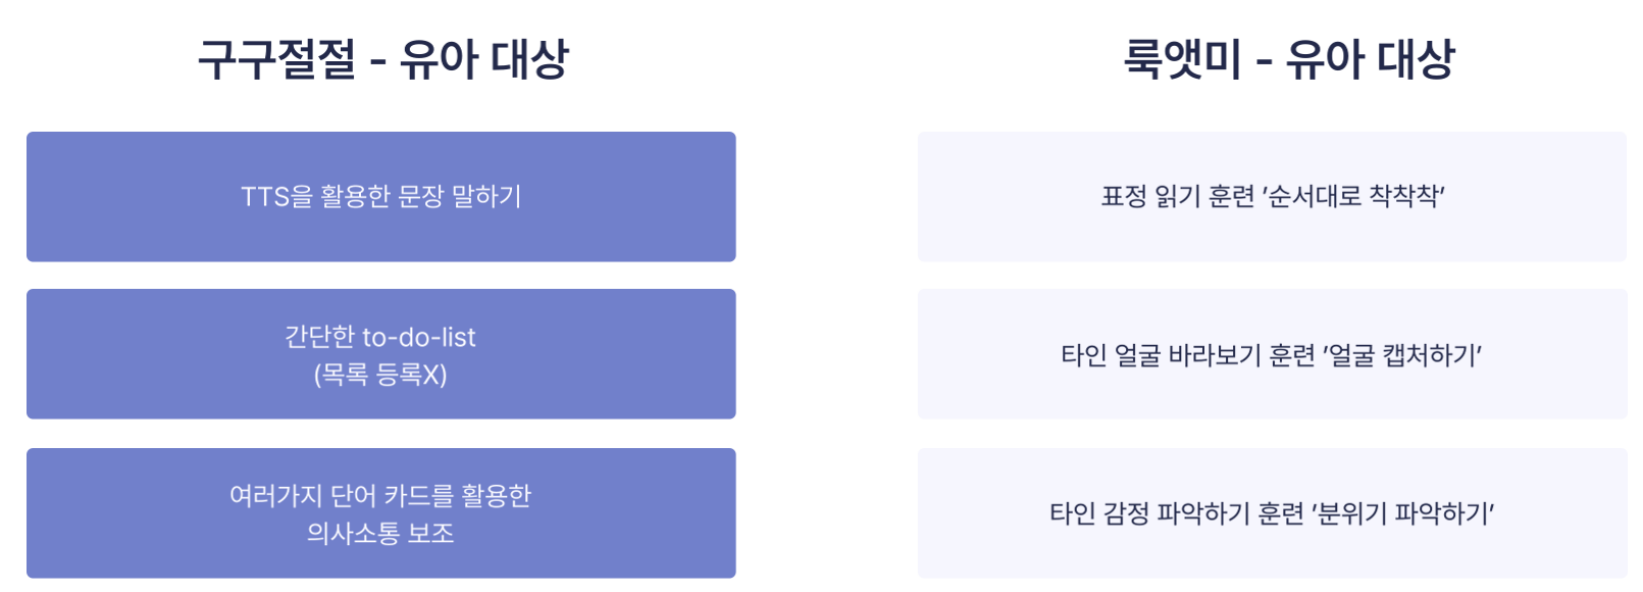 구구절절 - 유아 대상
TTS을 활용한 문장 말하기
간단한 to-do-list
(목록 등록X)
여러가지 단어 카드를 활용한
의사소통 보조
룩앳미 - 유아 대상
표정 읽기 훈련 '순서대로 착착착'
타인 얼굴 바라보기 훈련 '얼굴 캡처하기'
타인 감정 파악하기 훈련 '분위기 파악하기'